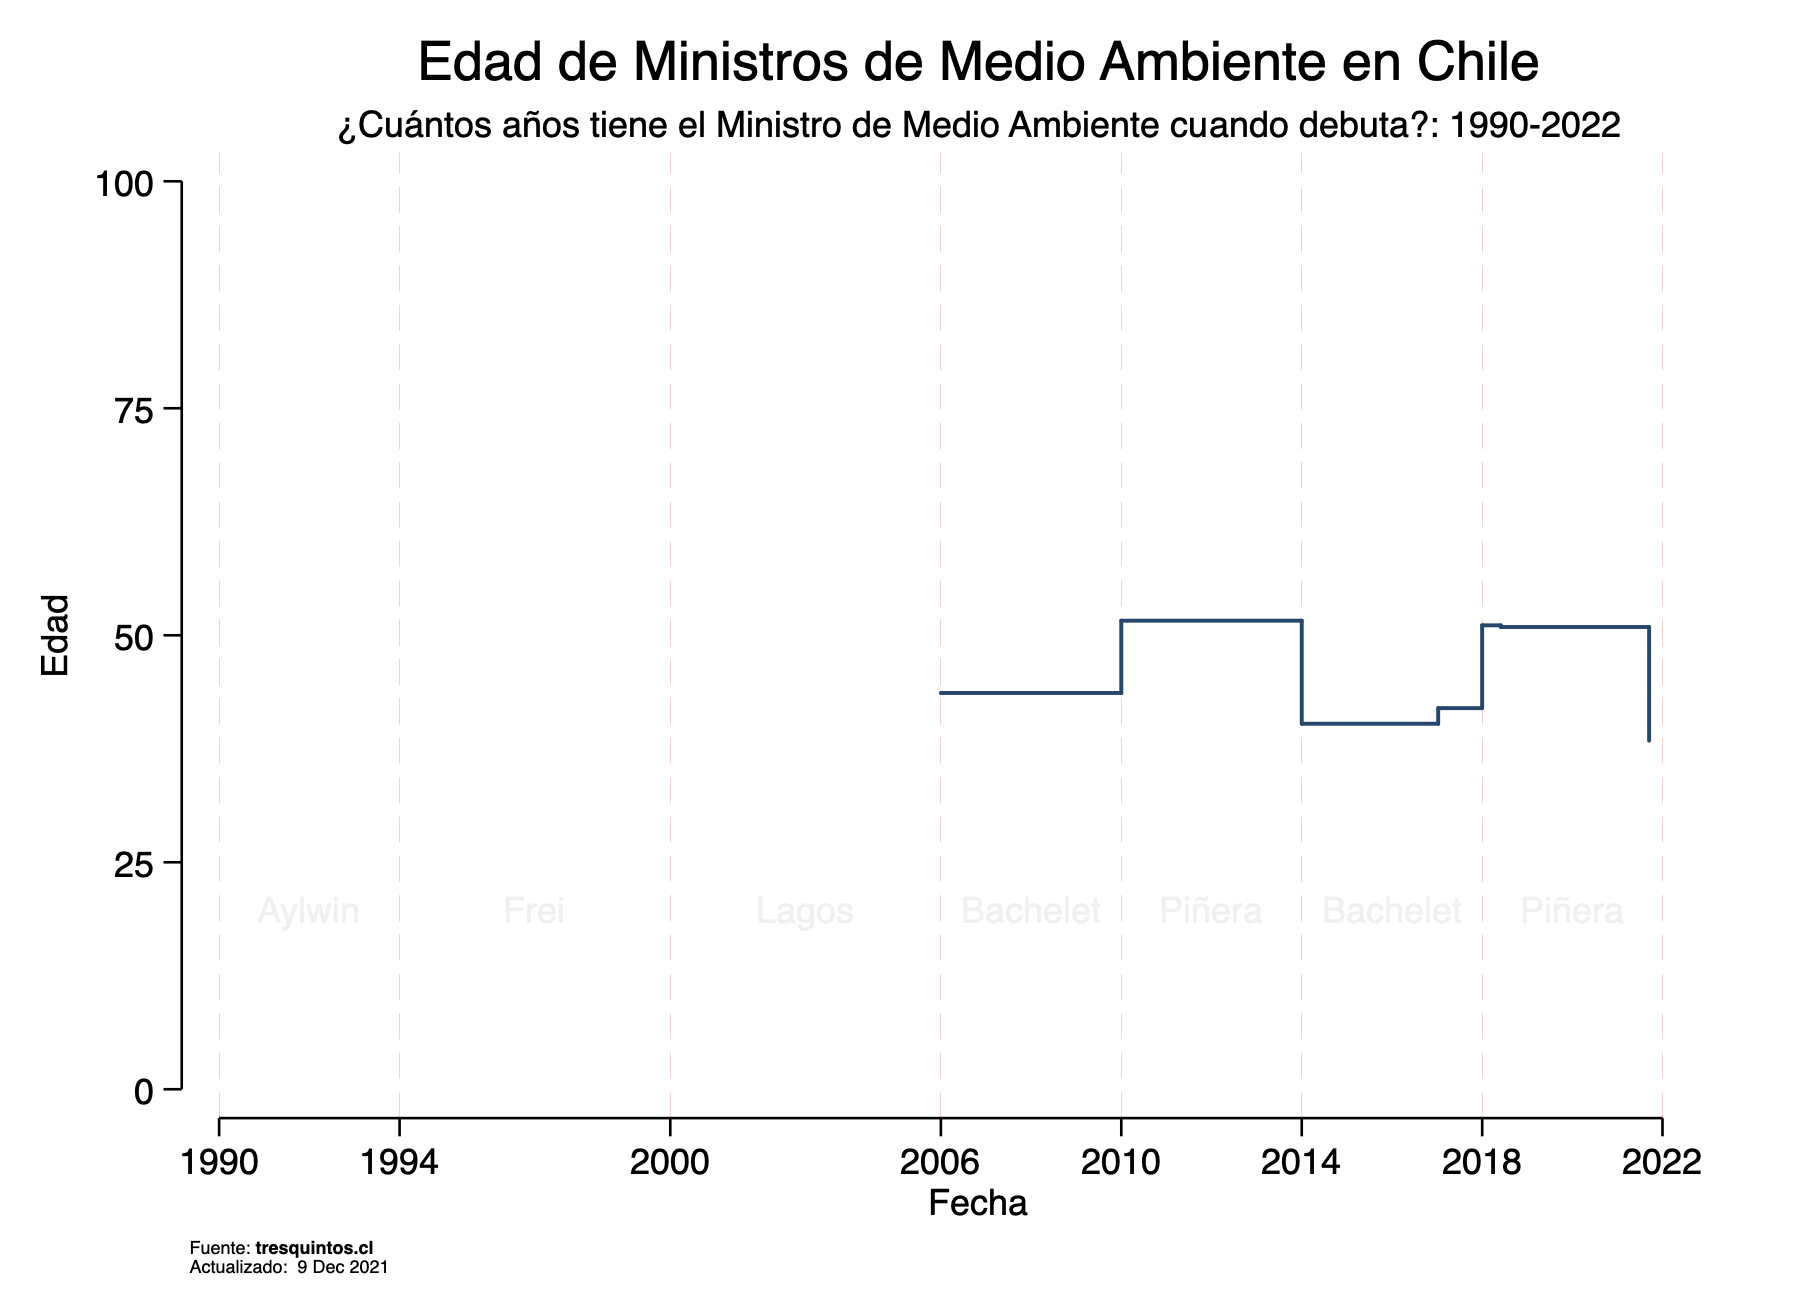 Edad de Ministros de Medio Ambiente en Chile
¿Cuántos años tiene el Ministro de Medio Ambiente cuando debuta?: 1990-2022
100
75
50
25
0
Edad
Aylwin Frei Lagos Bachelet Piñera Bachelet Piñera
1990 1994 2000 2006 2010 2014 2018 2022
Fecha
Fuente: tresquintos.cl
Actualizado: 9 Dec 2021